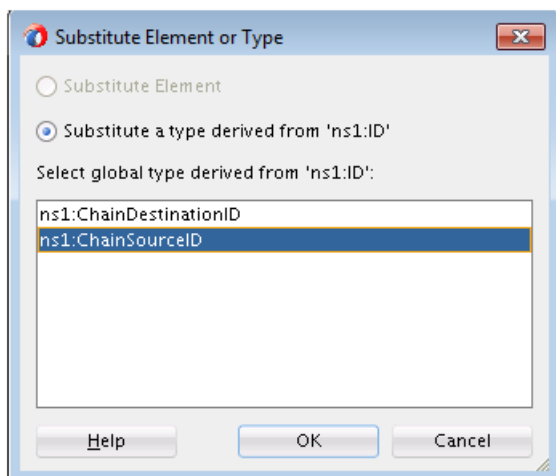 Substitute Element or Type
Substitute Element
Substitute a type derived from 'ns1:ID'
Select global type derived from 'ns1:ID':
ns1:ChainDestinationID
ns1:ChainSourceID
Help OK Cancel